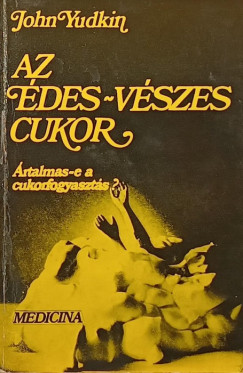 John Yudkin
AZ
ÉDES~VÉSZES
CUKOR
Ártalmas-e a
cukorfogyasztás?
MEDICINA